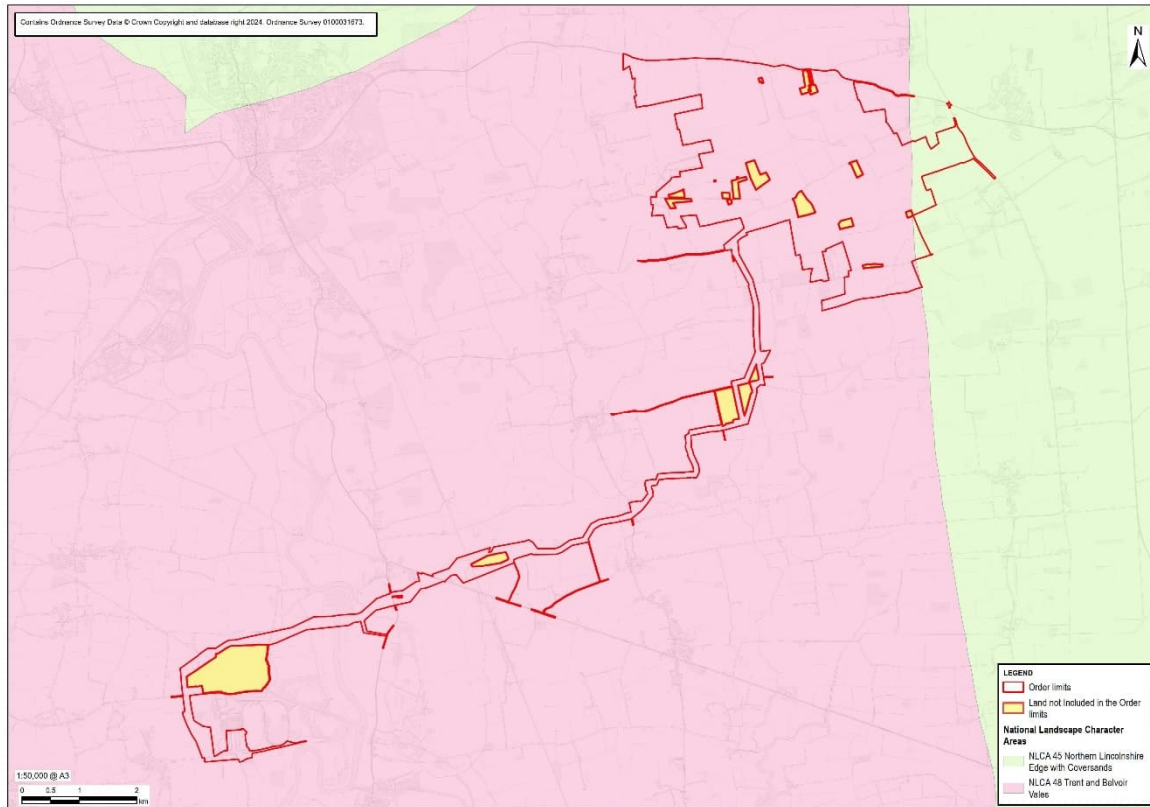 Contains Ordnance Survey Data © Crown Copyright and database right 2024. Ordnance Survey 0100031673.
N
LEGEND
Order limits
Land not Included in the Order
limits
National Landscape Character
Areas
NLCA 45 Northern Lincolnshire
Edge with Coversands
NLCA 48 Trent and Belvoir
Vales
1:50,000 @ A3
0 0.5 1 2
km